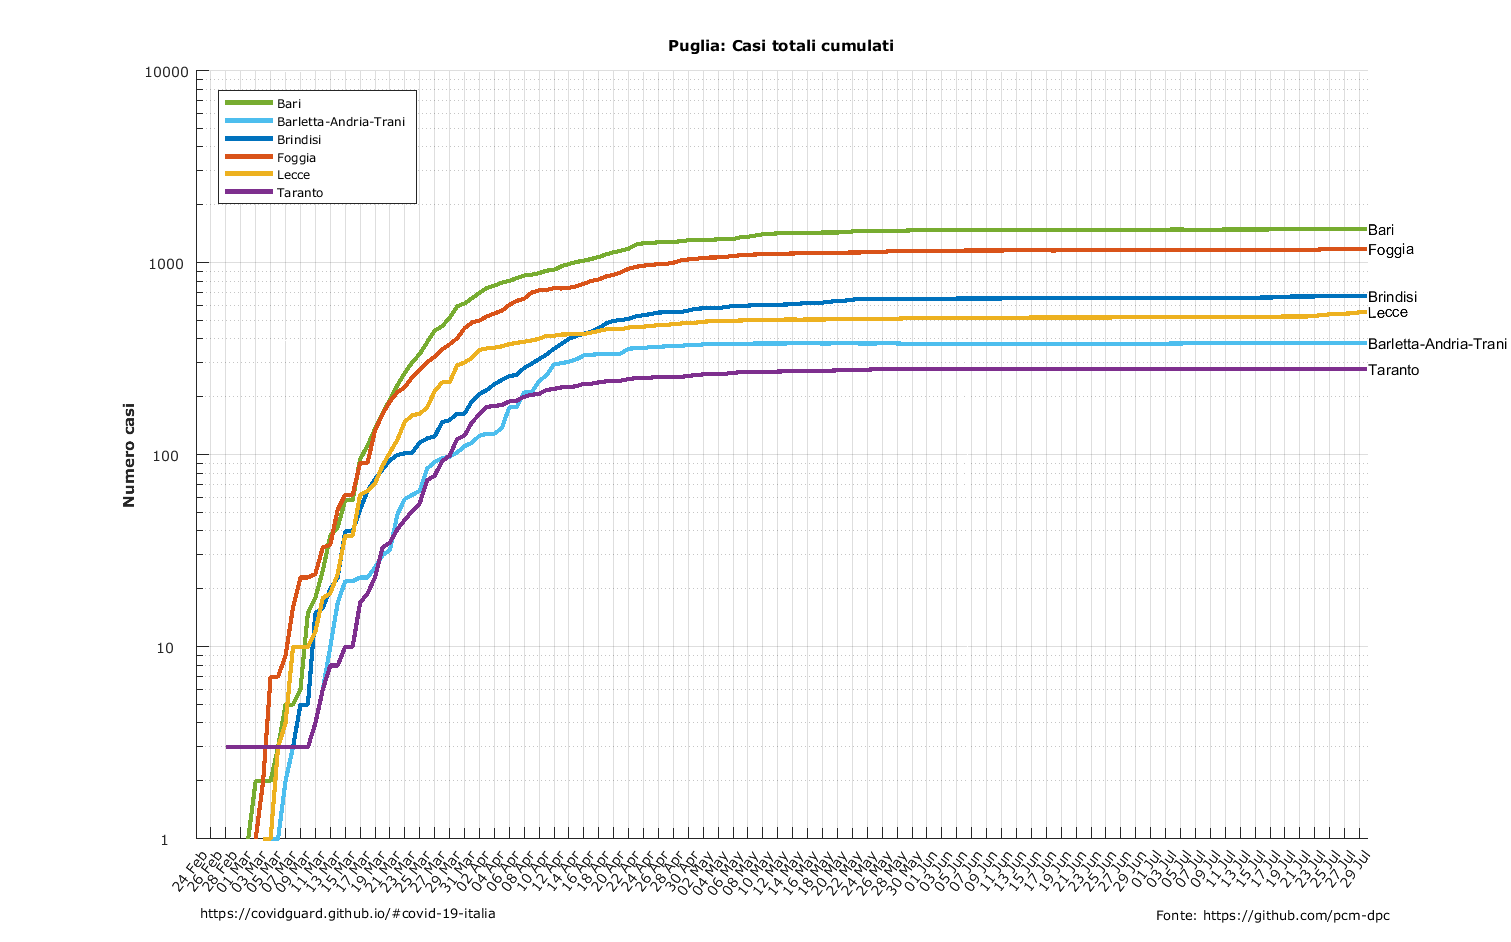 Puglia: Casi totali cumulati
10000
1000
100
10
1
Numero casi
Bari
Barletta-Andria-Trani
Brindisi
Foggia
Lecce
Taranto
Bari
Foggia
Brindisi
Lecce
Barletta-Andria-Trani
Taranto
24 Feb
26 Feb
28 Feb
01 Mar
03 Mar
05 Mar
07 Mar
09 Mar
11 Mar
13 Mar
15 Mar
17 Mar
19 Mar
21 Mar
23 Mar
25 Mar
27 Mar
29 Mar
31 Mar
02 Apr
04 Apr
06 Apr
08 Apr
10 Apr
12 Apr
14 Apr
16 Apr
18 Apr
20 Apr
22 Apr
24 Apr
26 Apr
28 Apr
30 Apr
02 May
04 May
06 May
08 May
10 May
12 May
14 May
16 May
18 May
20 May
22 May
24 May
26 May
28 May
30 May
01 Jun
03 Jun
05 Jun
07 Jun
09 Jun
11 Jun
13 Jun
15 Jun
17 Jun
19 Jun
21 Jun
23 Jun
25 Jun
27 Jun
29 Jun
01 Jul
03 Jul
05 Jul
07 Jul
09 Jul
11 Jul
13 Jul
15 Jul
17 Jul
19 Jul
21 Jul
23 Jul
25 Jul
27 Jul
29 Jul
https://covidguard.github.io/#covid-19-italia
Fonte: https://github.com/pcm-dpc